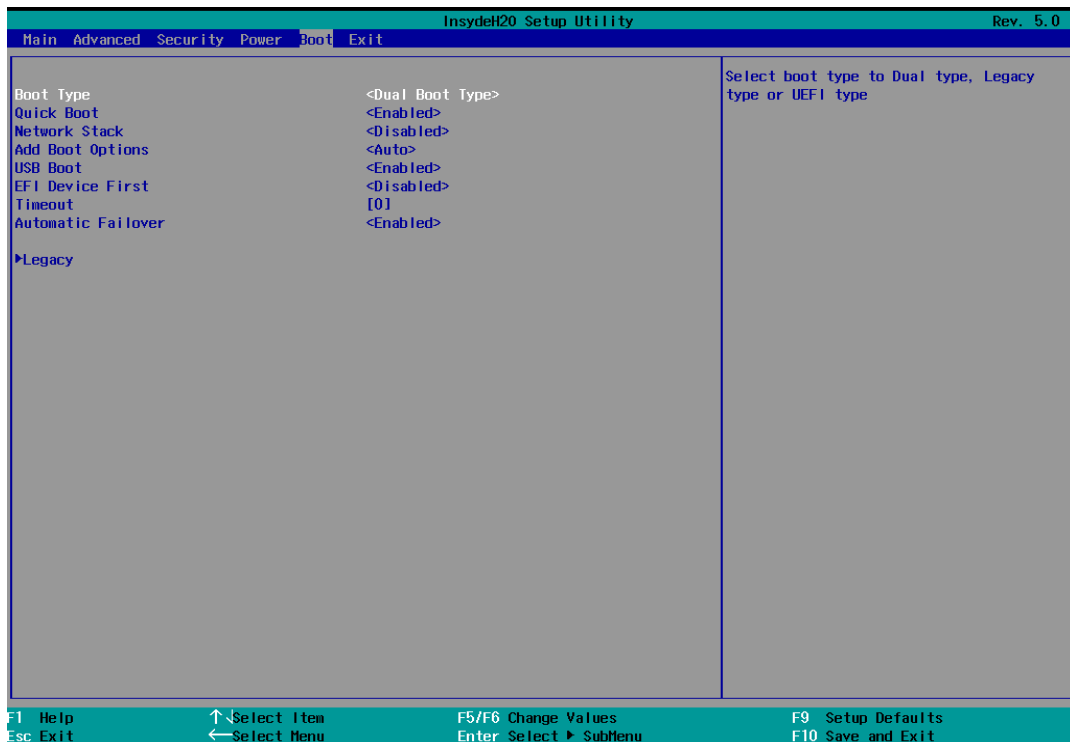 InsydeH20 Setup Utility Rev. 5.0
Main Advanced Security Power Boot Exit
Boot Type <Dual Boot Type>
Quick Boot <Enabled>
Network Stack <Disabled>
Add Boot Options <Auto>
USB Boot <Enabled>
EFI Device First <Disabled>
Timeout [0]
Automatic Failover <Enabled>
▶Legacy
Select boot type to Dual type, Legacy
type or UEFI type
F1 Help ↑↓Select Item F5/F6 Change Values F9 Setup Defaults
Esc Exit ←Select Menu Enter Select ▶ SubMenu F10 Save and Exit